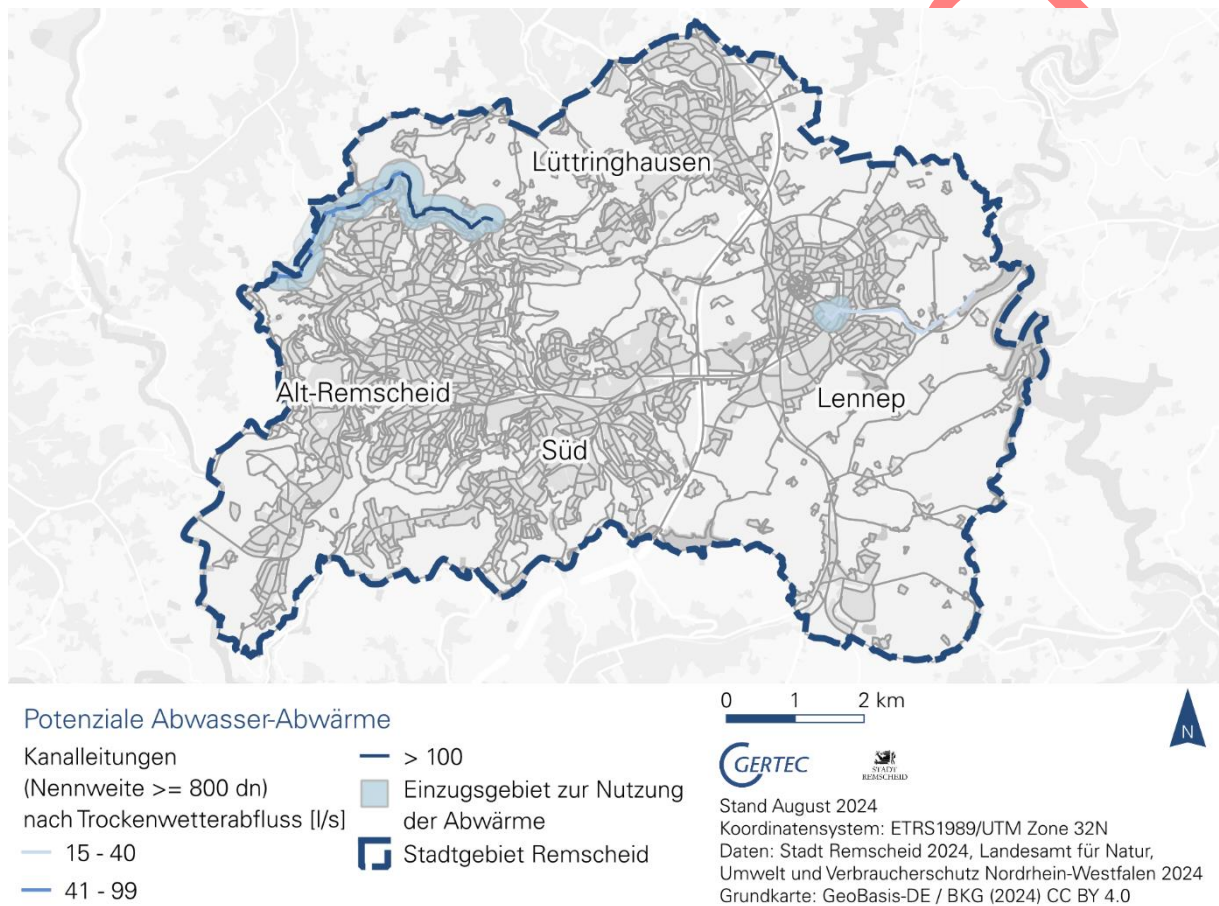 Lüttringhausen
Alt-Remscheid
Lennep
Süd
Potenziale Abwasser-Abwärme
Kanalleitungen
(Nennweite >= 800 dn)
nach Trockenwetterabfluss [l/s]
15 - 40
41 - 99
> 100
Einzugsgebiet zur Nutzung
der Abwärme
Stadtgebiet Remscheid
0 1 2 km
N
GERTEC
STADT
REMSCHEID
Stand August 2024
Koordinatensystem: ETRS1989/UTM Zone 32N
Daten: Stadt Remscheid 2024, Landesamt für Natur,
Umwelt und Verbraucherschutz Nordrhein-Westfalen 2024
Grundkarte: GeoBasis-DE / BKG (2024) CC BY 4.0